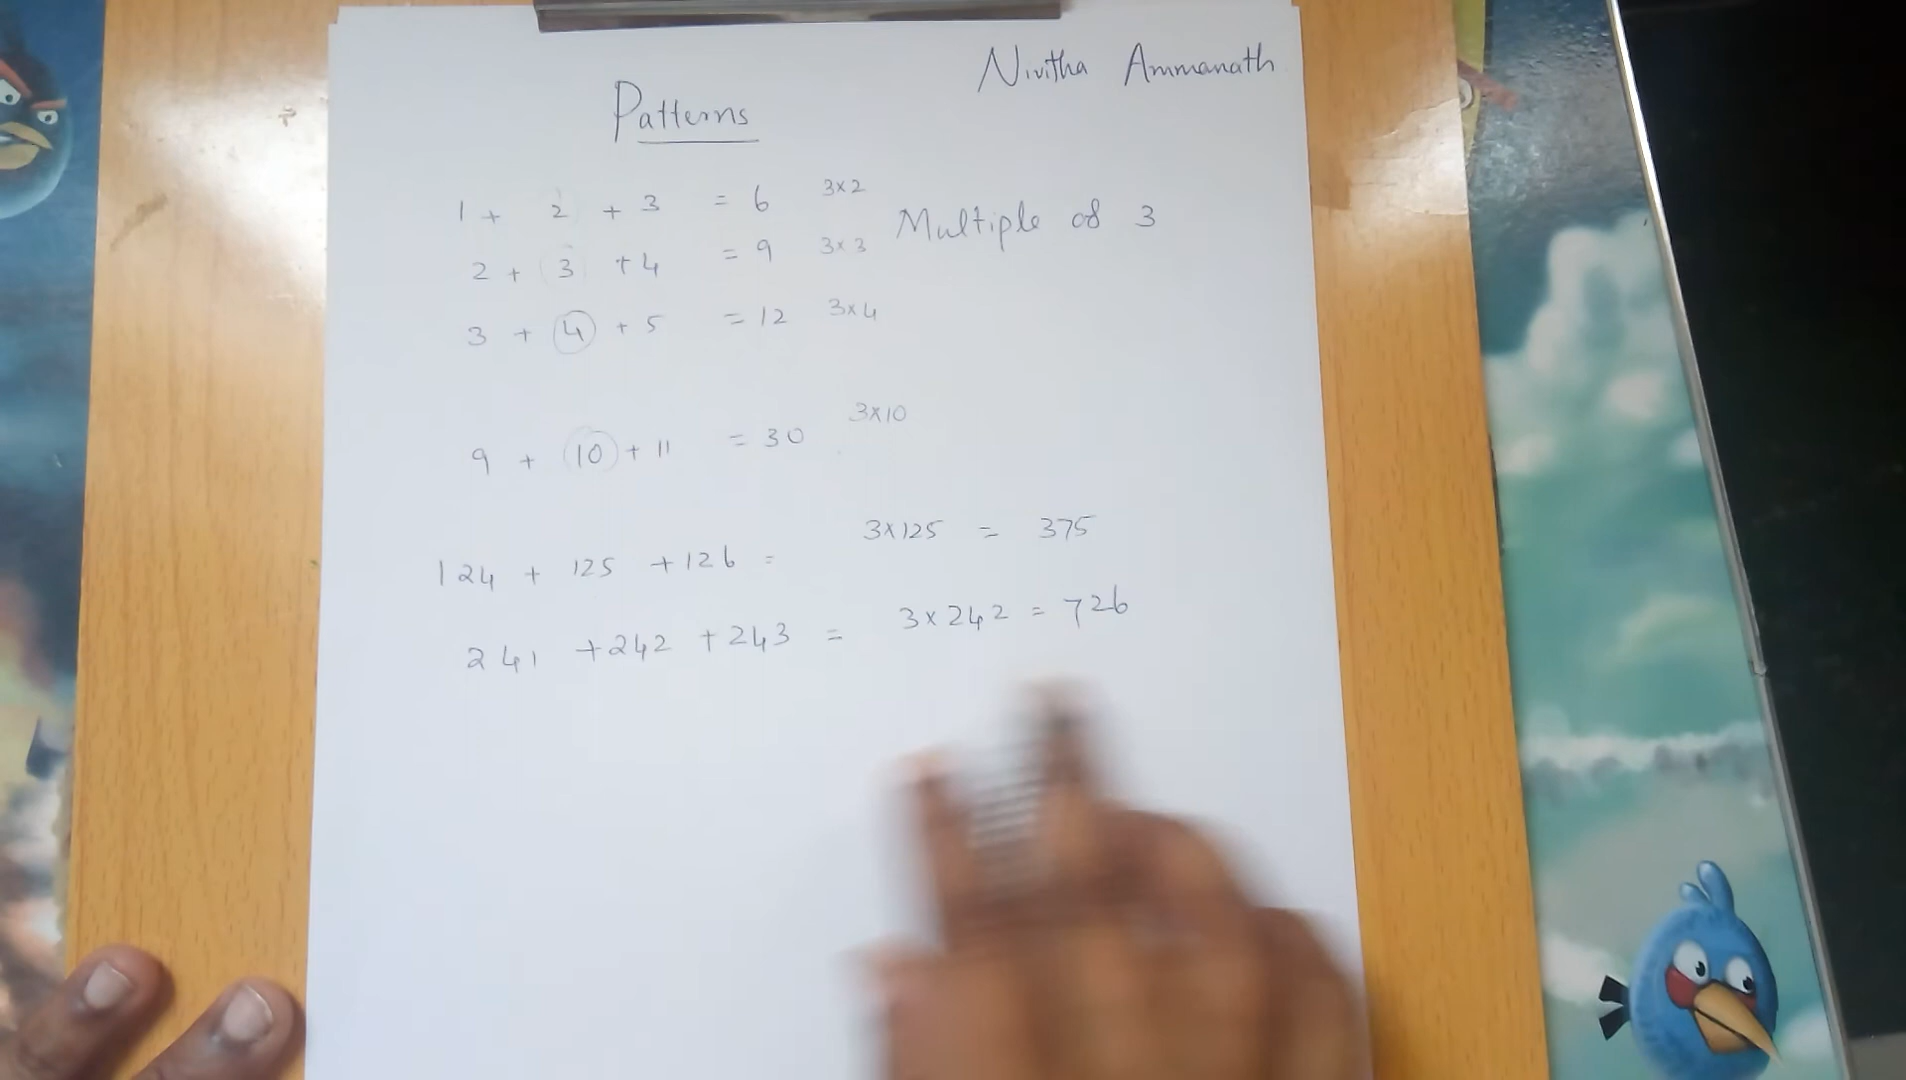 Nivitha Ammanath
Patterns
1 + 2 + 3 = 6 3x2
Multiple of 3
2 + 3 + 4 = 9 3x3
3 + 4 + 5 = 12 3x4
9 + 10 + 11 = 30 3x10
124 + 125 + 126 = 3x125 = 375
241 + 242 + 243 = 3x242 = 726